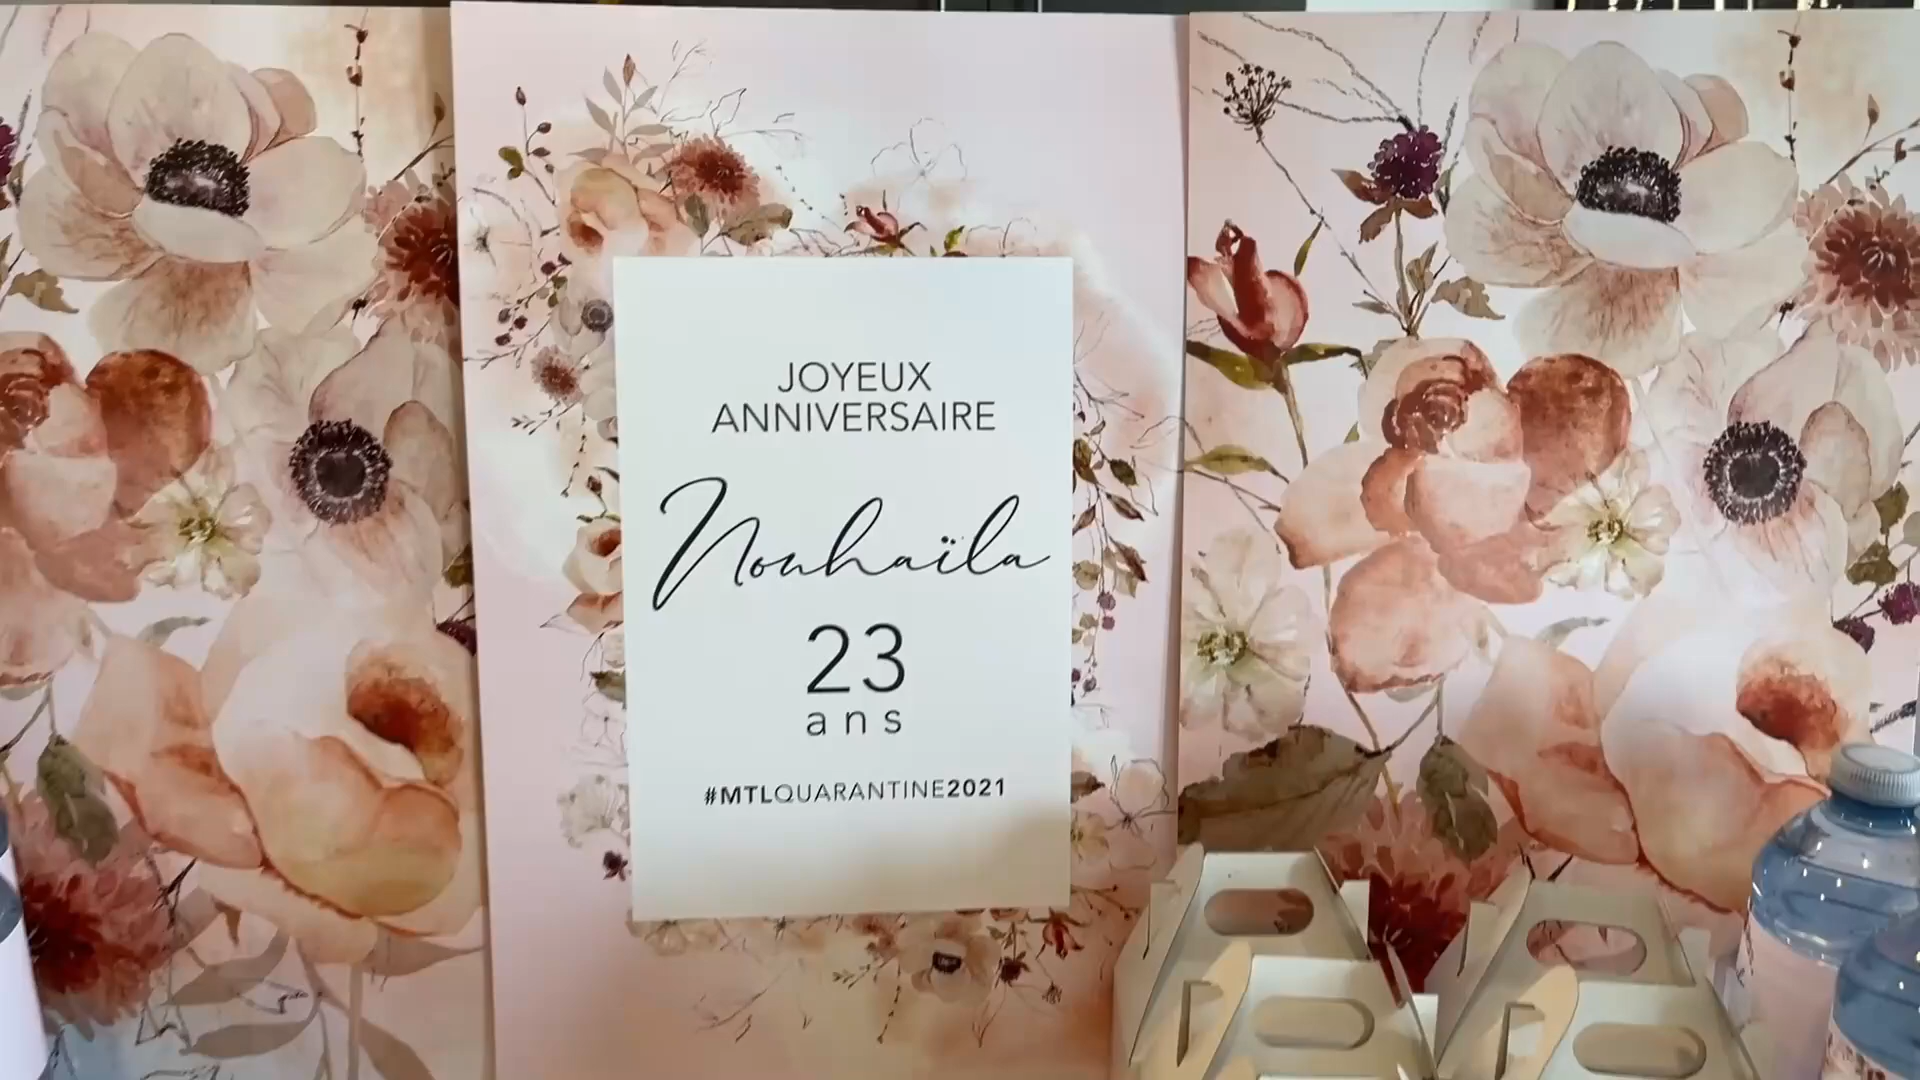 JOYEUX
ANNIVERSAIRE
Nouhaïla
23
ans
#MTLQUARANTINE2021